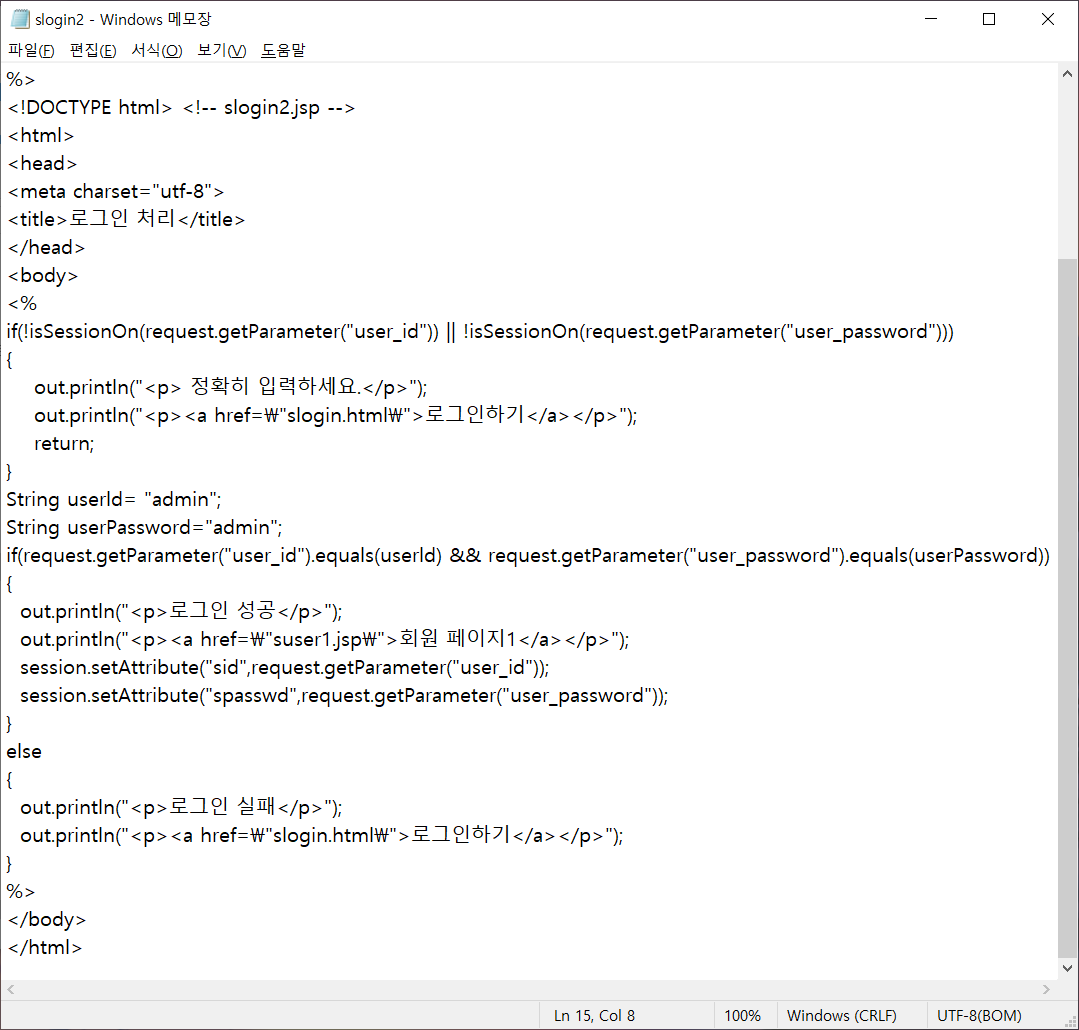 slogin2 - Windows 메모장
파일(F) 편집(E) 서식(O) 보기(V) 도움말
%>
<!DOCTYPE html> <!-- slogin2.jsp -->
<html>
<head>
<meta charset="utf-8">
<title>로그인 처리</title>
</head>
<body>
<%
if(!isSessionOn(request.getParameter("user_id")) || !isSessionOn(request.getParameter("user_password")))
{
out.println("<p> 정확히 입력하세요.</p>");
out.println("<p><a href=₩"slogin.html₩">로그인하기</a></p>");
return;
}
String userId= "admin";
String userPassword="admin";
if(request.getParameter("user_id").equals(userId) && request.getParameter("user_password").equals(userPassword))
{
out.println("<p>로그인 성공</p>");
out.println("<p><a href=₩"suser1.jsp₩">회원 페이지1</a></p>");
session.setAttribute("sid",request.getParameter("user_id"));
session.setAttribute("spasswd",request.getParameter("user_password"));
}
else
{
out.println("<p>로그인 실패</p>");
out.println("<p><a href=₩"slogin.html₩">로그인하기</a></p>");
}
%>
</body>
</html>
Ln 15, Col 8 100% Windows (CRLF) UTF-8(BOM)